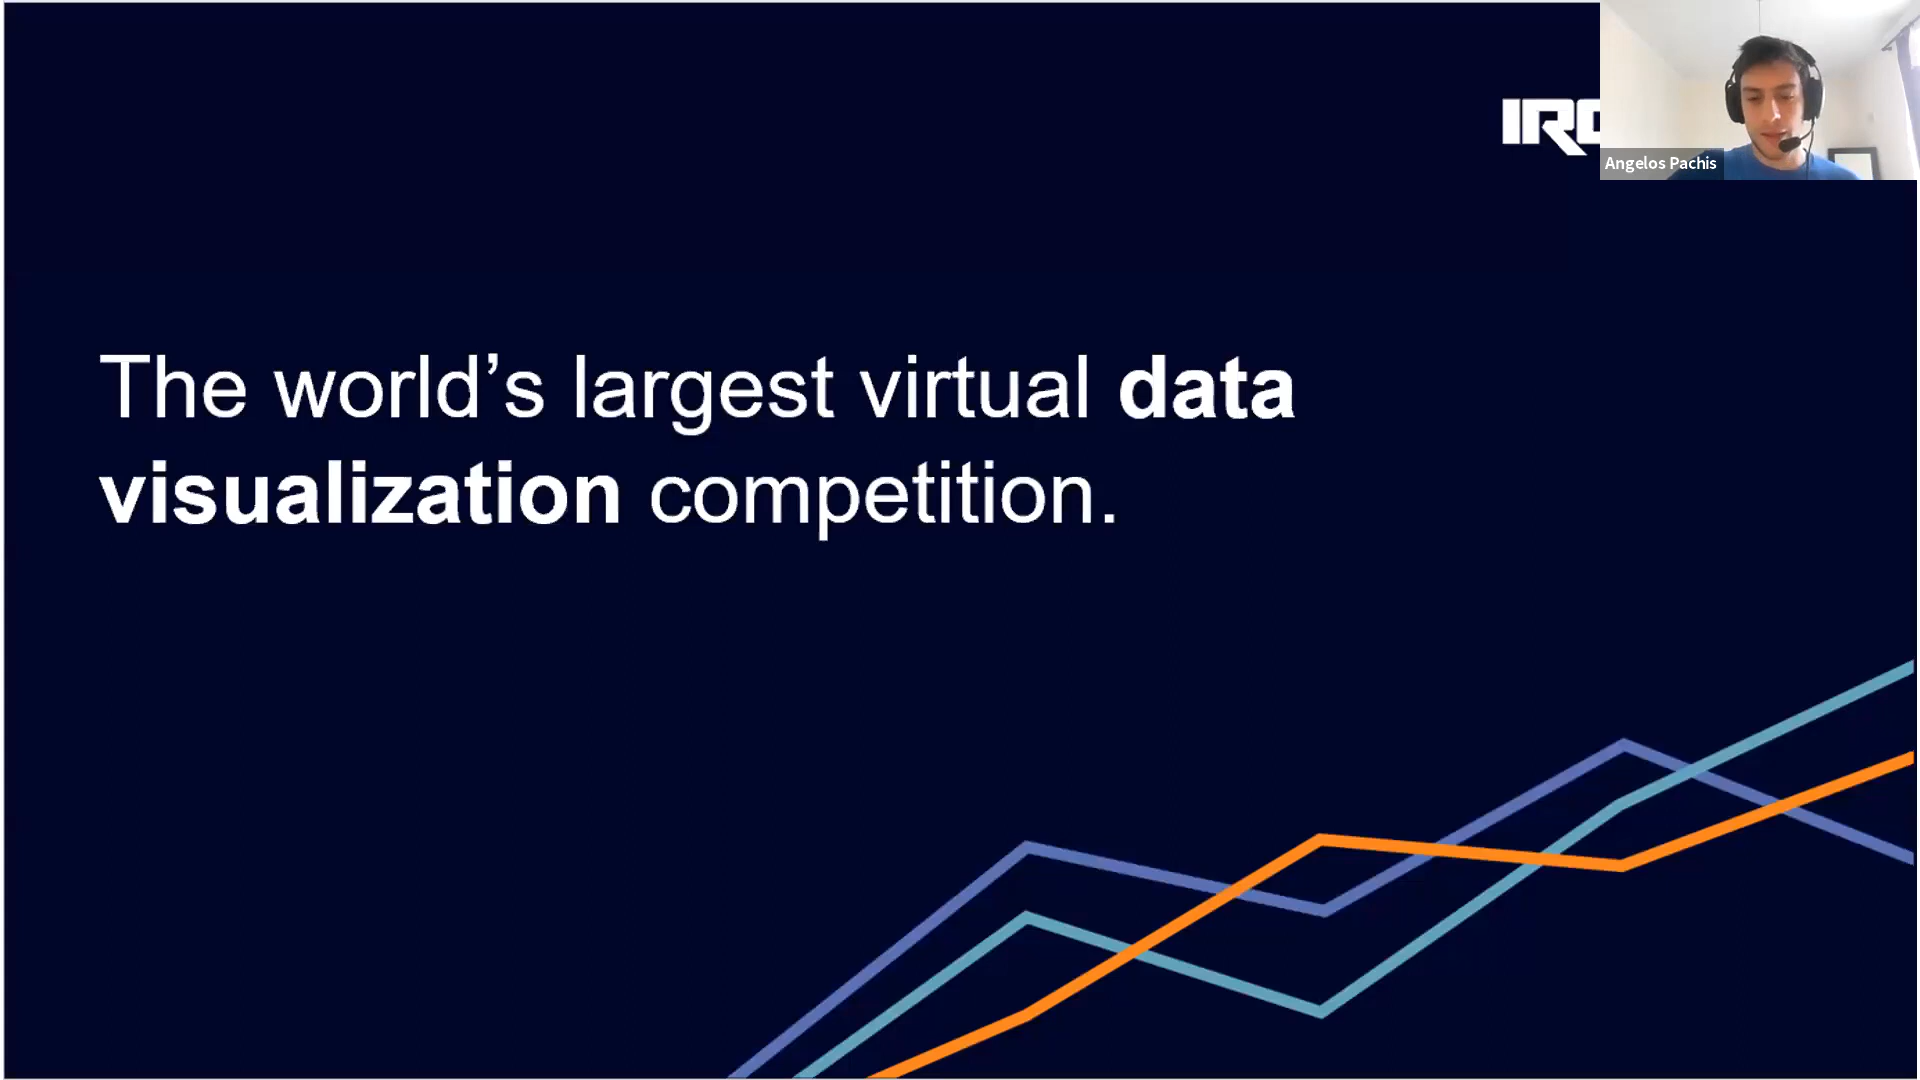 The world’s largest virtual data
visualization competition.
Angelos Pachis